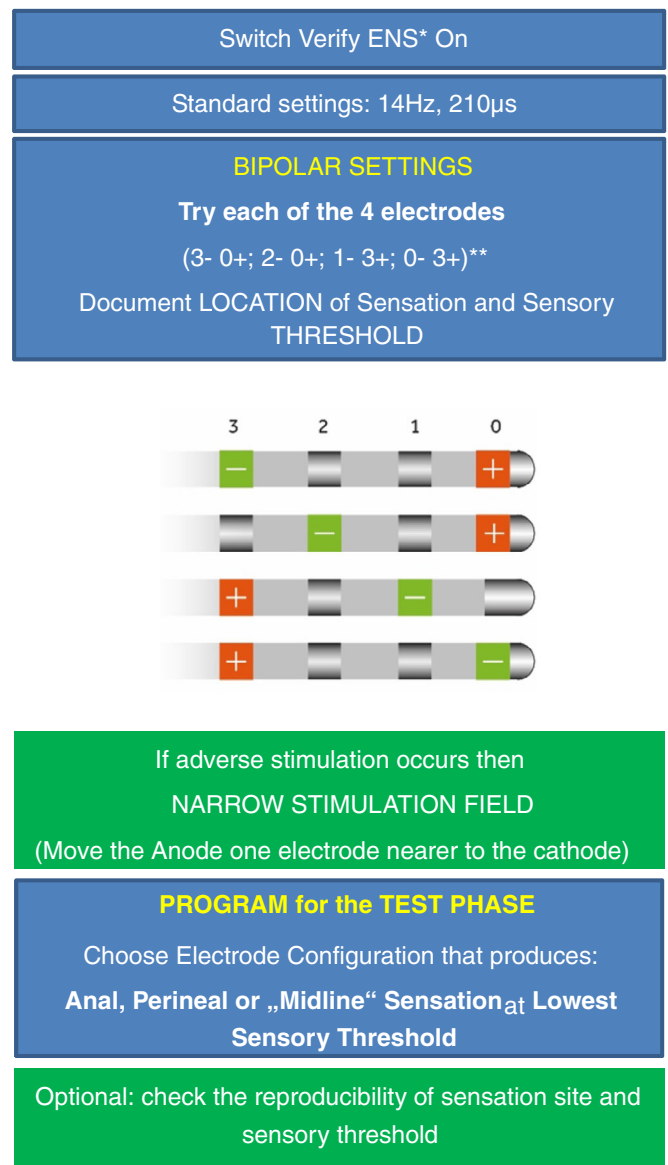 Switch Verify ENS* On
Standard settings: 14Hz, 210µs
BIPOLAR SETTINGS
Try each of the 4 electrodes
(3- 0+; 2- 0+; 1- 3+; 0- 3+)**
Document LOCATION of Sensation and Sensory
THRESHOLD
3 2 1 0
− +
− +
+ −
+ −
If adverse stimulation occurs then
NARROW STIMULATION FIELD
(Move the Anode one electrode nearer to the cathode)
PROGRAM for the TEST PHASE
Choose Electrode Configuration that produces:
Anal, Perineal or „Midline“ Sensation at Lowest
Sensory Threshold
Optional: check the reproducibility of sensation site and
sensory threshold